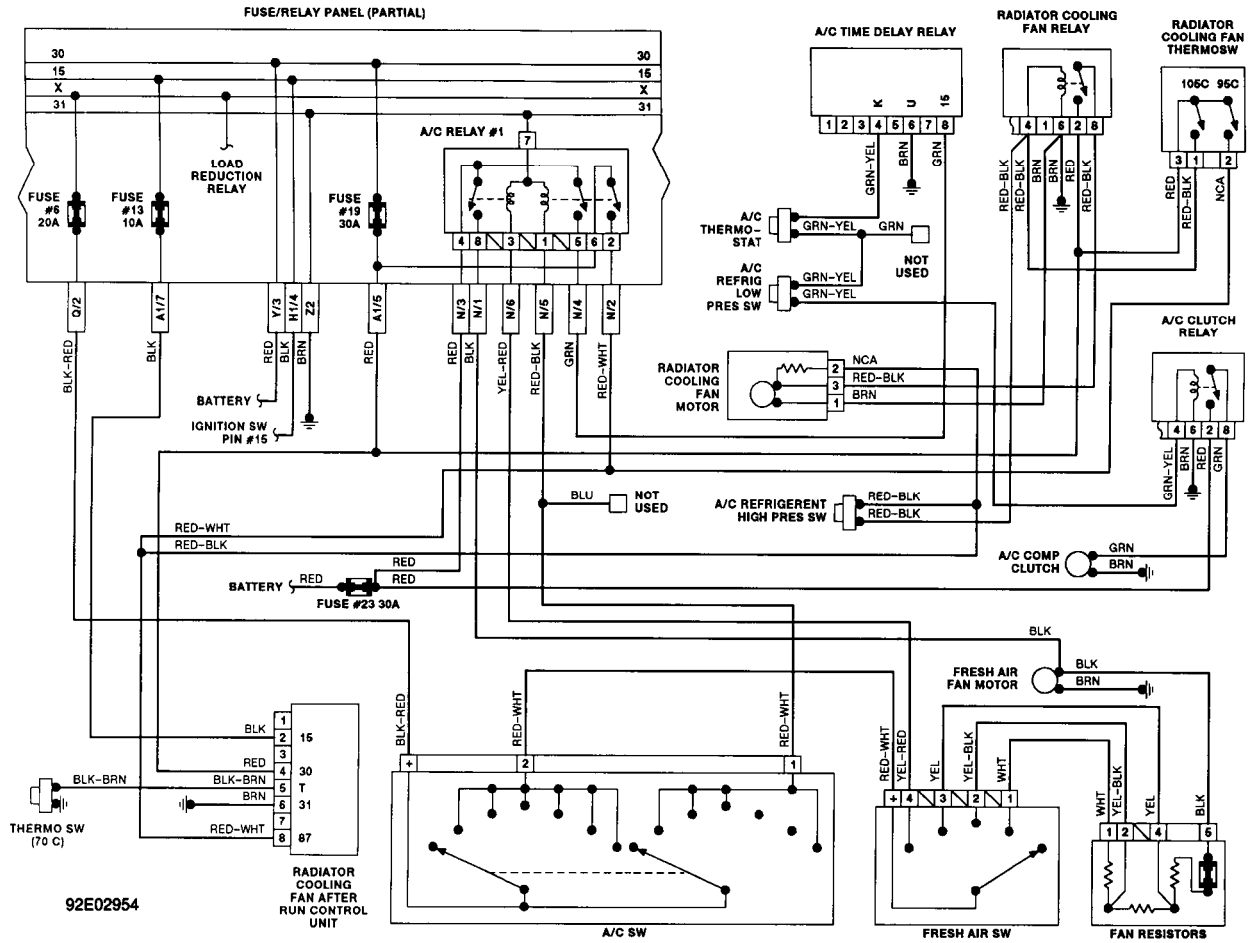 FUSE/RELAY PANEL (PARTIAL)
30
15
X
31
30
15
X
31
A/C RELAY #1
7
LOAD
REDUCTION
RELAY
FUSE
#6
20A
FUSE
#13
10A
FUSE
#19
30A
4 8 3 1 5 6 2
Q/2
A1/7
Y/3
H1/4
Z2
A1/5
N/3
N/1
N/6
N/5
N/4
N/2
BLK-RED
BLK
RED
BLK
BRN
RED
RED
BLK
YEL-RED
RED-BLK
GRN
RED-WHT
BATTERY
IGNITION SW
PIN #15
A/C TIME DELAY RELAY
K U 15
1 2 3 4 5 6 7 8
GRN-YEL
BRN
GRN
RADIATOR COOLING
FAN RELAY
4 1 6 2 8
RED-BLK
RED-BLK
BRN
BRN
RED
RED-BLK
RADIATOR
COOLING FAN
THERMOSW
105C 95C
3 1 2
RED
RED-BLK
NCA
A/C
THERMO-
STAT
GRN-YEL
GRN
NOT
USED
A/C
REFRIG
LOW
PRES SW
GRN-YEL
GRN-YEL
RADIATOR
COOLING
FAN
MOTOR
2
3
1
NCA
RED-BLK
BRN
A/C CLUTCH
RELAY
4 6 2 8
GRN-YEL
BRN
RED
GRN
BLU
NOT
USED
A/C REFRIGERENT
HIGH PRES SW
RED-BLK
RED-BLK
RED-WHT
RED-BLK
A/C COMP
CLUTCH
GRN
BRN
BATTERY
RED
RED
RED
FUSE #23 30A
BLK
FRESH AIR
FAN MOTOR
BLK
BRN
BLK-RED
RED-WHT
RED-WHT
RED-WHT
YEL-RED
YEL
YEL-BLK
WHT
WHT
YEL-BLK
YEL
BLK
BLK
RED
BLK-BRN
BRN
RED-WHT
1
2 15
3
4 30
5 T
6 31
7
8 87
BLK-BRN
THERMO SW
(70 C)
RADIATOR
COOLING
FAN AFTER
RUN CONTROL
UNIT
+ 2 1
A/C SW
+ 4 3 2 1
FRESH AIR SW
1 2 4 5
FAN RESISTORS
92E02954